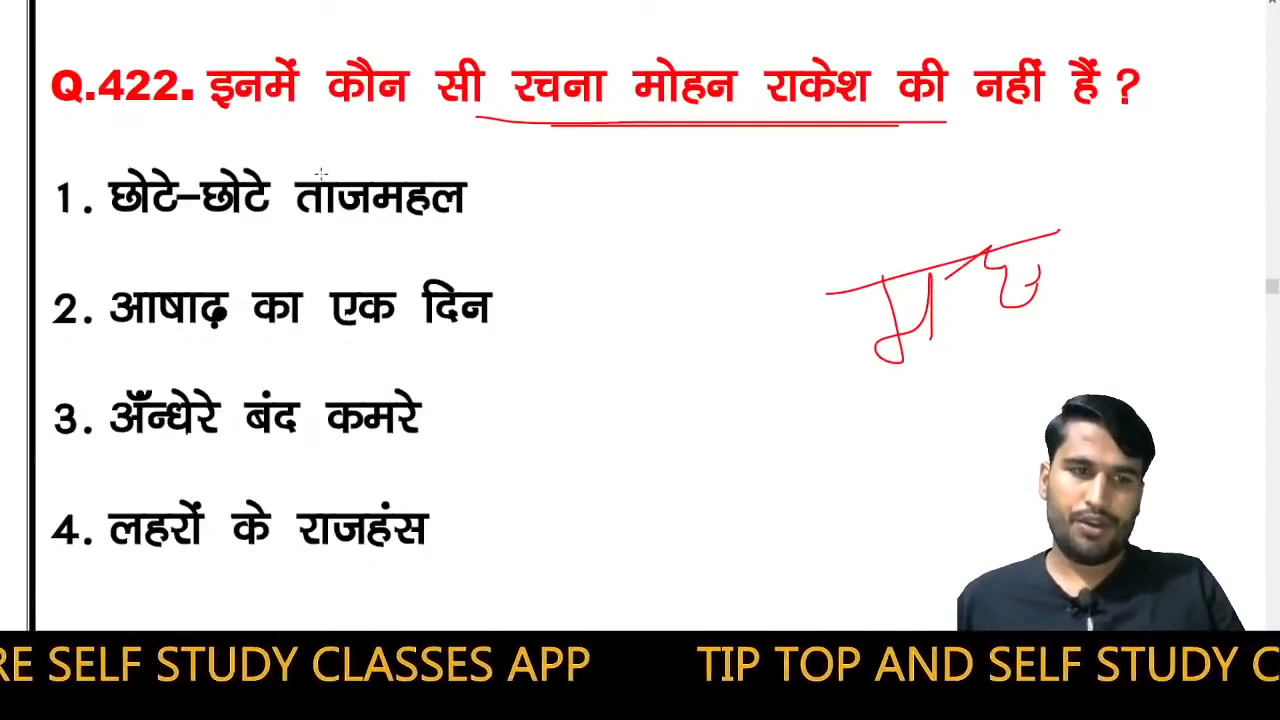 Q.422. इनमें कौन सी रचना मोहन राकेश की नहीं हैं ?
1. छोटे-छोटे ताजमहल
2. आषाढ़ का एक दिन
3. अँन्धेरे बंद कमरे
4. लहरों के राजहंस
RE SELF STUDY CLASSES APP TIP TOP AND SELF STUDY C